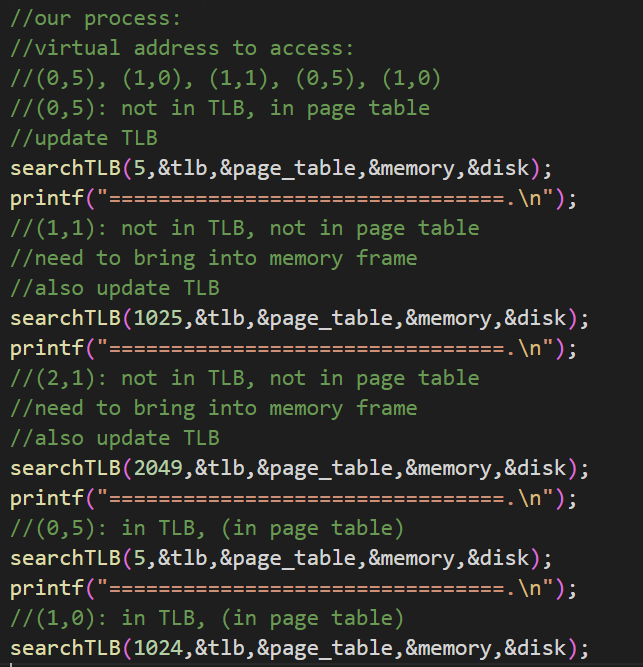 //our process:
//virtual address to access:
//(0,5), (1,0), (1,1), (0,5), (1,0)
//(0,5): not in TLB, in page table
//update TLB
searchTLB(5,&tlb,&page_table,&memory,&disk);
printf("================================.\n");
//(1,1): not in TLB, not in page table
//need to bring into memory frame
//also update TLB
searchTLB(1025,&tlb,&page_table,&memory,&disk);
printf("================================.\n");
//(2,1): not in TLB, not in page table
//need to bring into memory frame
//also update TLB
searchTLB(2049,&tlb,&page_table,&memory,&disk);
printf("================================.\n");
//(0,5): in TLB, (in page table)
searchTLB(5,&tlb,&page_table,&memory,&disk);
printf("================================.\n");
//(1,0): in TLB, (in page table)
searchTLB(1024,&tlb,&page_table,&memory,&disk);